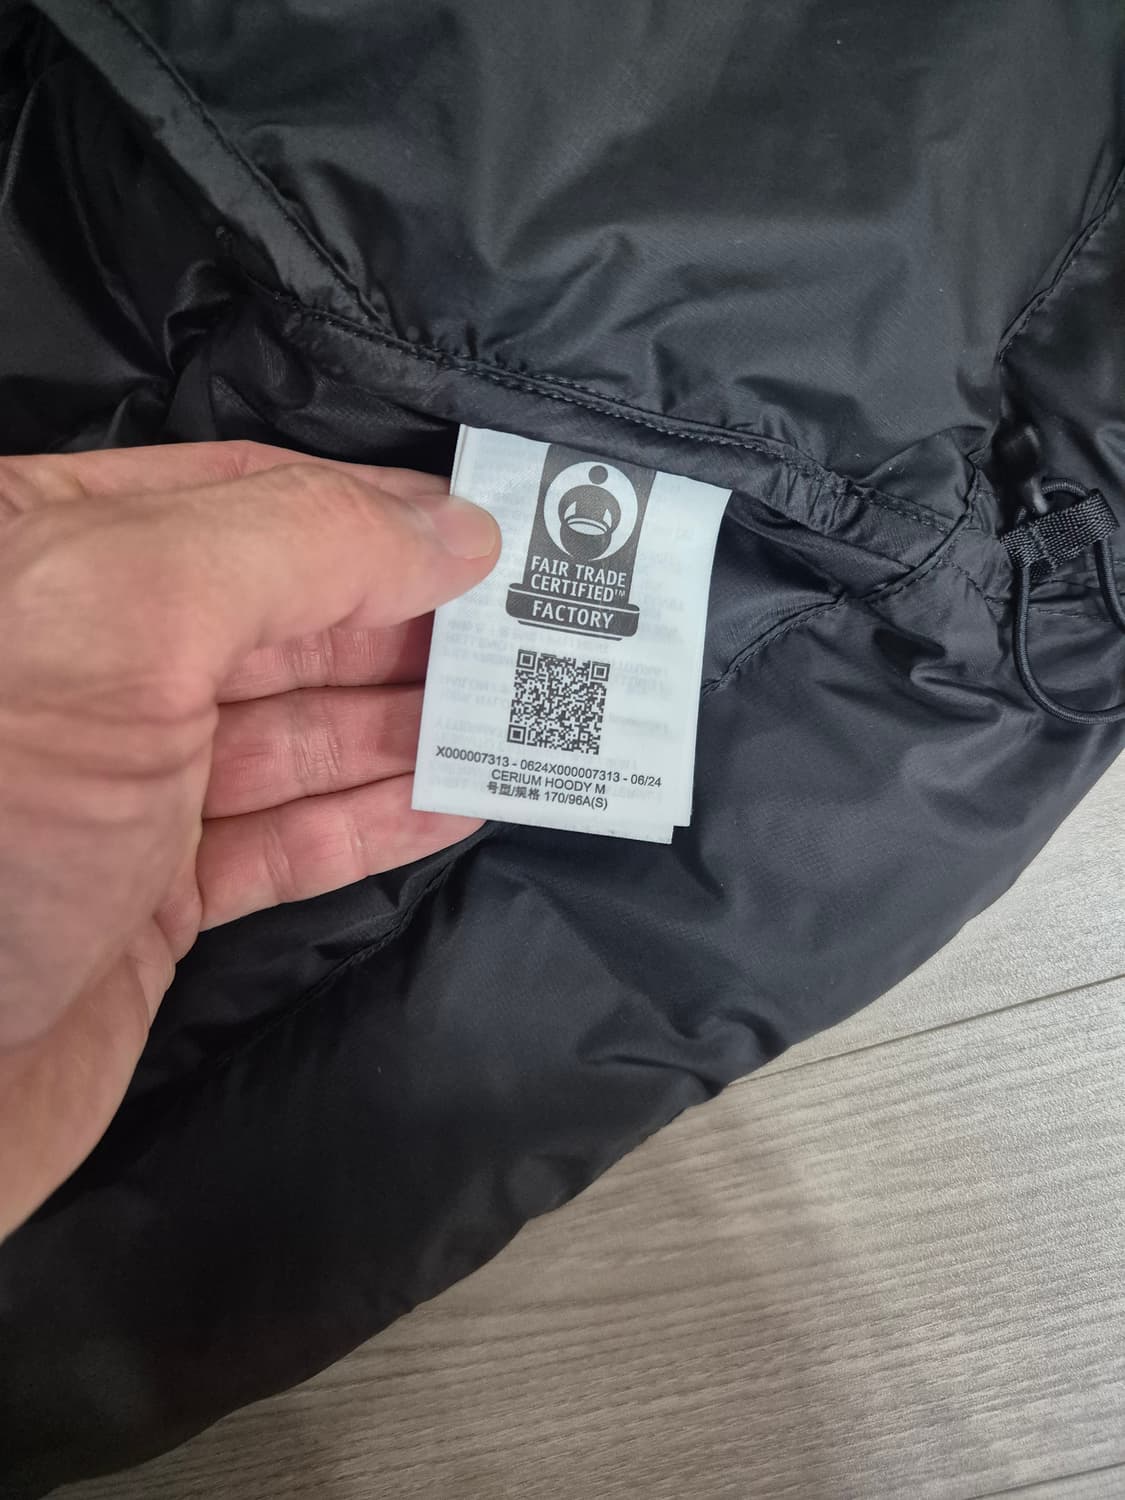 FAIR TRADE
CERTIFIED™
FACTORY
X000007313 - 0624X000007313 - 06/24
CERIUM HOODY M
号型/规格 170/96A(S)